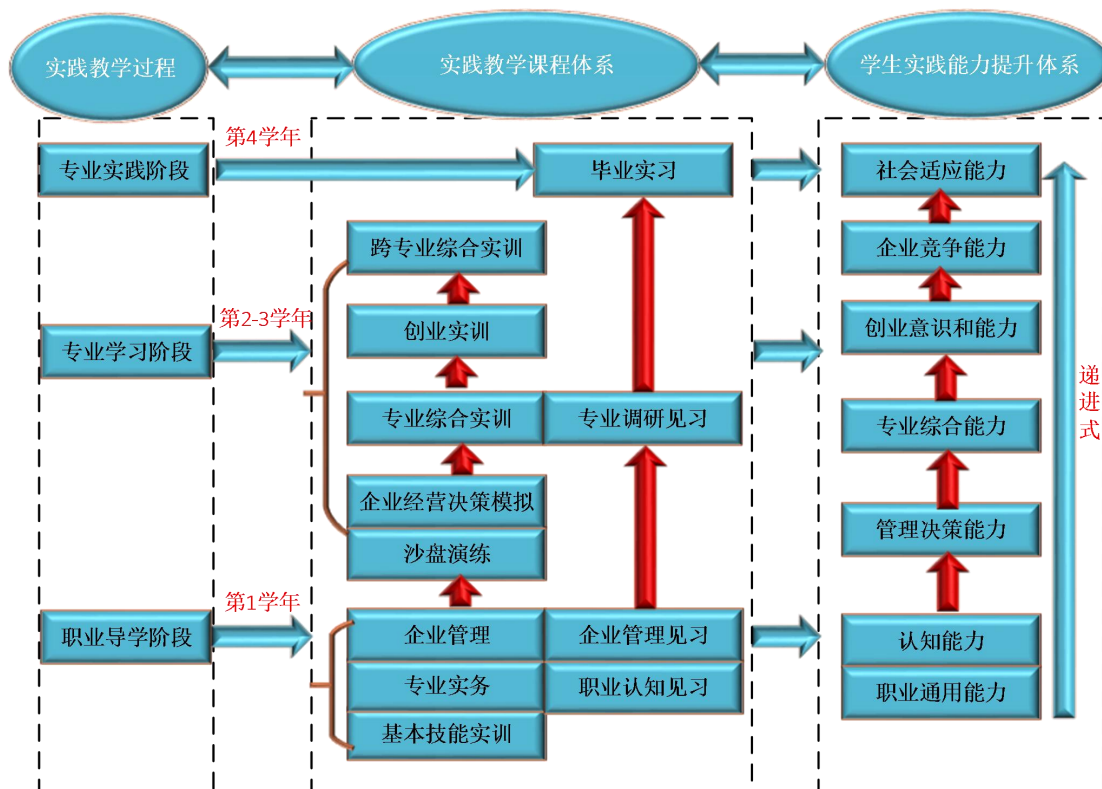 实践教学过程
实践教学课程体系
学生实践能力提升体系
第4学年
专业实践阶段
毕业实习
社会适应能力
跨专业综合实训
企业竞争能力
第2-3学年
专业学习阶段
创业实训
创业意识和能力
递进式
专业综合实训
专业调研见习
专业综合能力
企业经营决策模拟
管理决策能力
沙盘演练
第1学年
职业导学阶段
企业管理
企业管理见习
认知能力
专业实务
职业认知见习
职业通用能力
基本技能实训